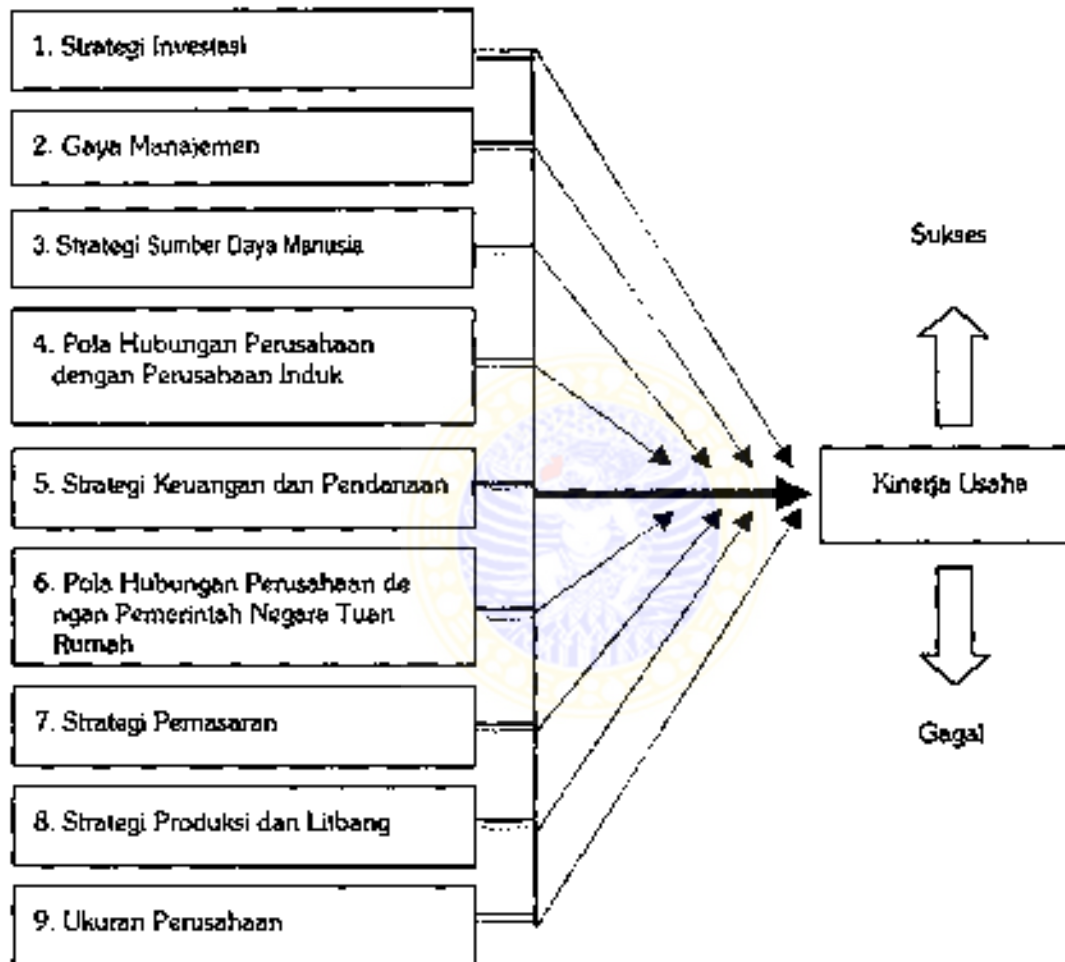 1. Strategi Investasi
2. Gaya Manajemen
3. Strategi Sumber Daya Manusia
4. Pola Hubungan Perusahaan
dengan Perusahaan Induk
5. Strategi Keuangan dan Pendanaan
6. Pola Hubungan Perusahaan de
ngan Pemerintah Negara Tuan
Rumah
7. Strategi Pemasaran
8. Strategi Produksi dan Litbang
9. Ukuran Perusahaan
Sukses
Kinerja Usaha
Gagal